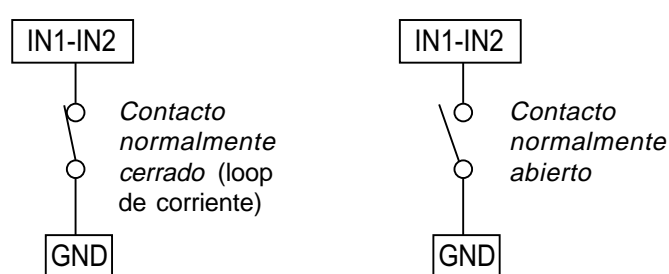 IN1-IN2
Contacto
normalmente
cerrado (loop
de corriente)
GND
IN1-IN2
Contacto
normalmente
abierto
GND